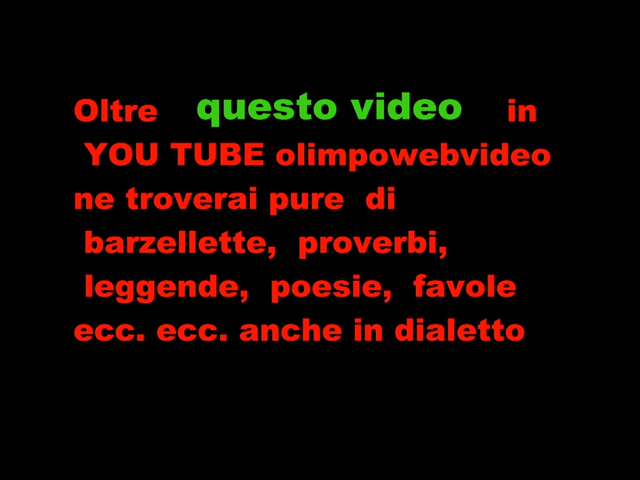 Oltre questo video in
YOU TUBE olimpowebvideo
ne troverai pure di
barzellette, proverbi,
leggende, poesie, favole
ecc. ecc. anche in dialetto